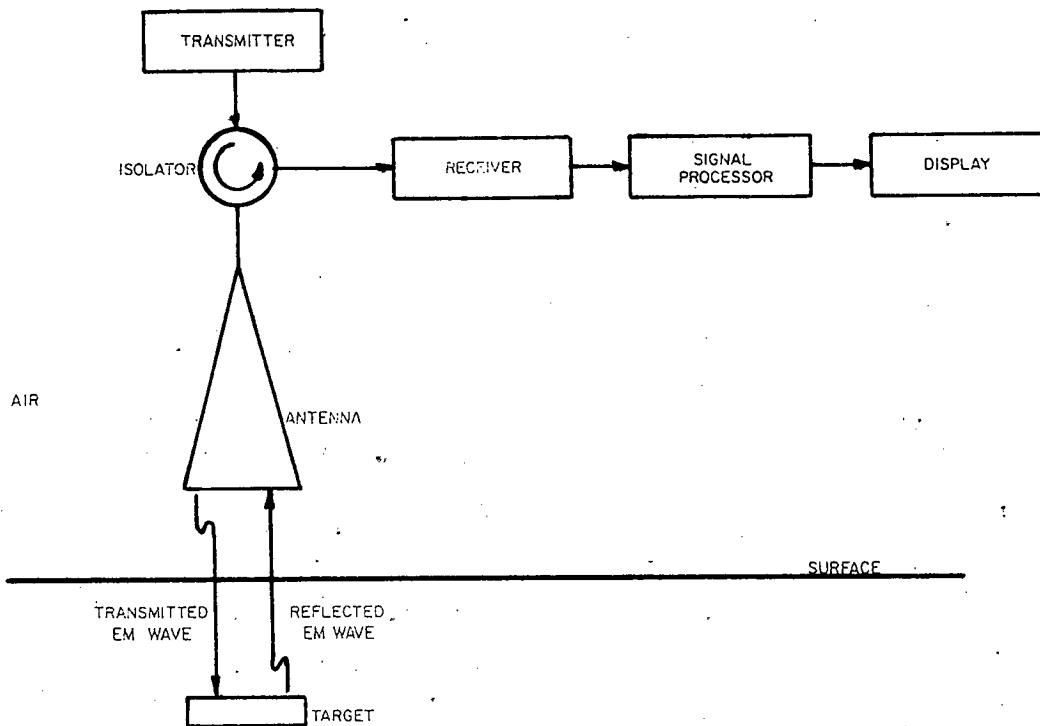 TRANSMITTER
ISOLATOR
RECEIVER
SIGNAL
PROCESSOR
DISPLAY
AIR
ANTENNA
SURFACE
TRANSMITTED
EM WAVE
REFLECTED
EM WAVE
TARGET